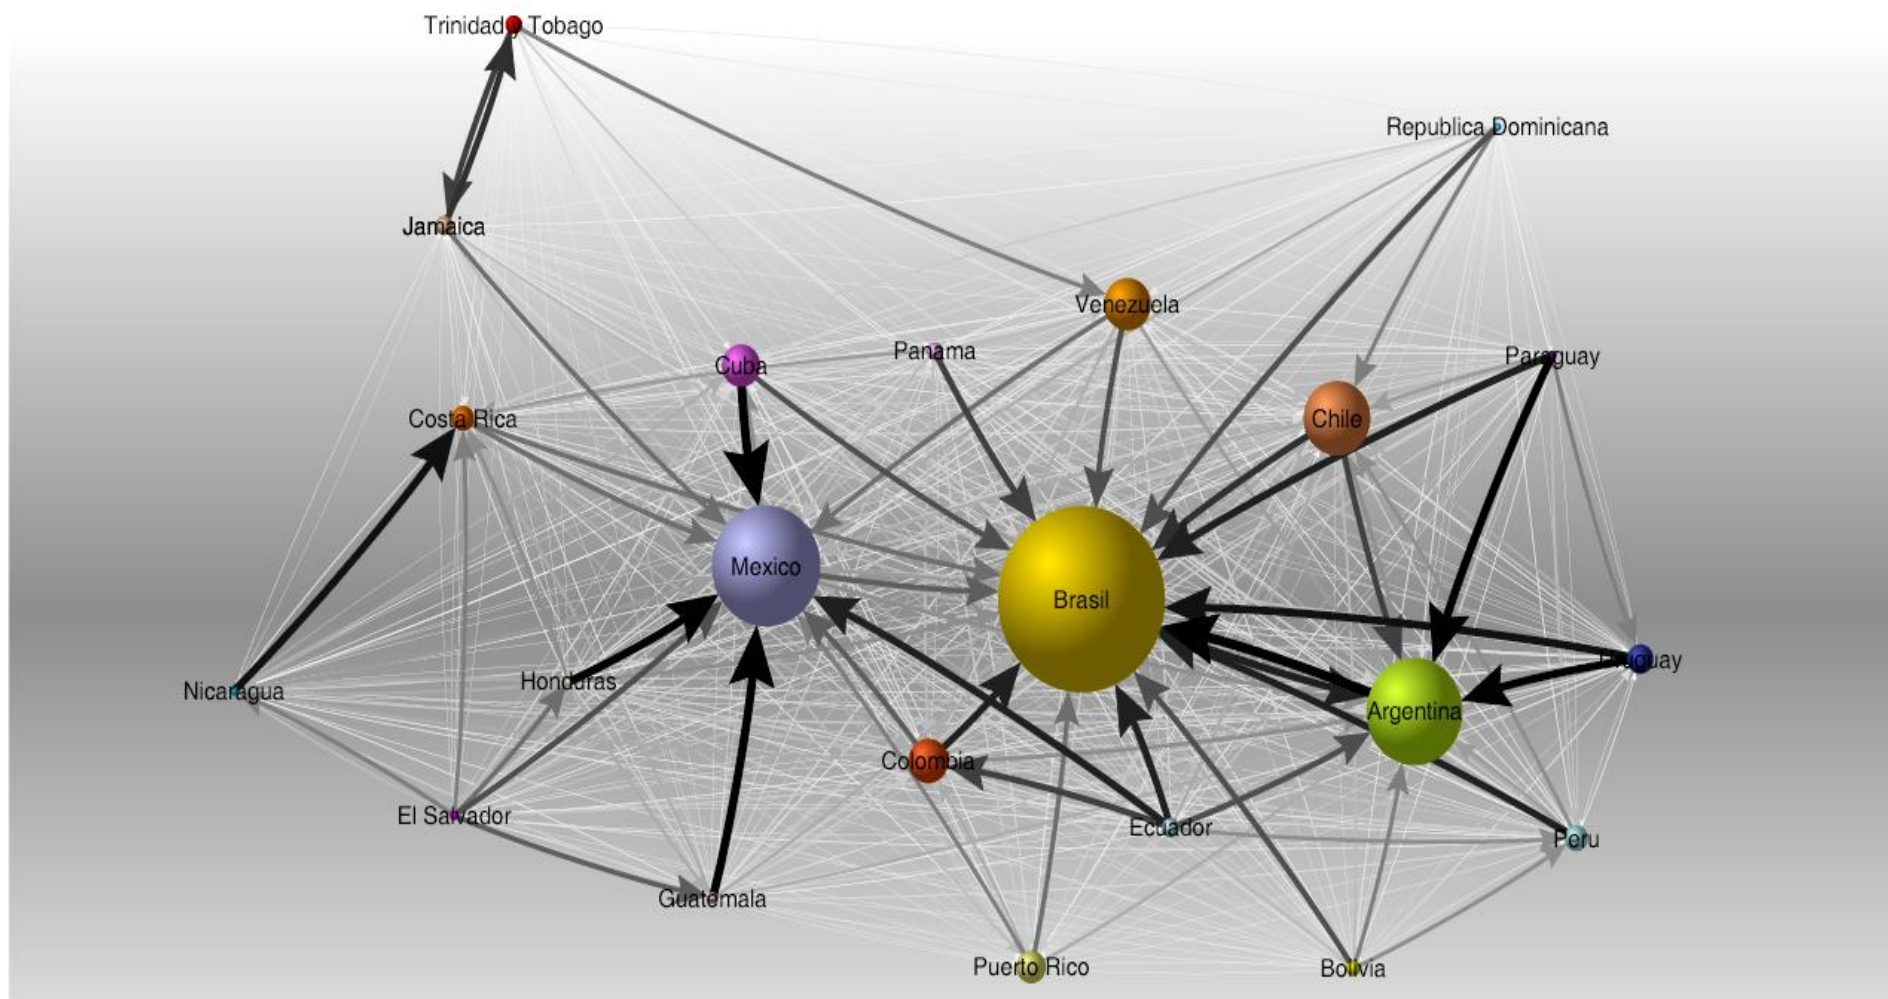 Trinidad y Tobago
Republica Dominicana
Jamaica
Venezuela
Panama
Paraguay
Cuba
Costa Rica
Chile
Mexico
Brasil
Uruguay
Honduras
Nicaragua
Argentina
Colombia
El Salvador
Ecuador
Peru
Guatemala
Puerto Rico
Bolivia